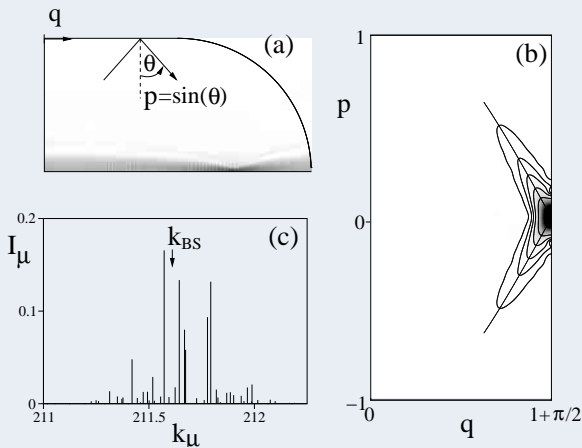 q
(a)
θ
p=sin(θ)
1
(b)
p
0
−1
0
1+π/2
q
0.2
(c)
k_BS
I_μ
0.1
0
211
211.5
212
k_μ